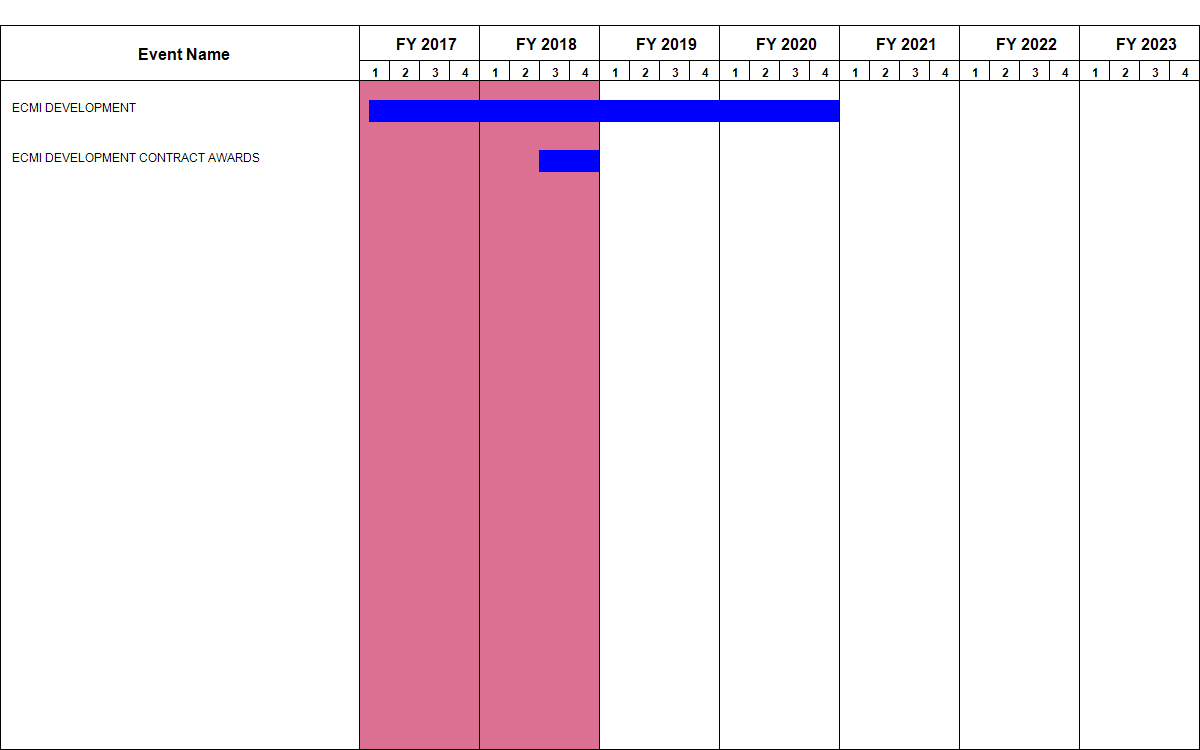 Event Name FY 2017 FY 2018 FY 2019 FY 2020 FY 2021 FY 2022 FY 2023
1 2 3 4 1 2 3 4 1 2 3 4 1 2 3 4 1 2 3 4 1 2 3 4 1 2 3 4
ECMI DEVELOPMENT
ECMI DEVELOPMENT CONTRACT AWARDS